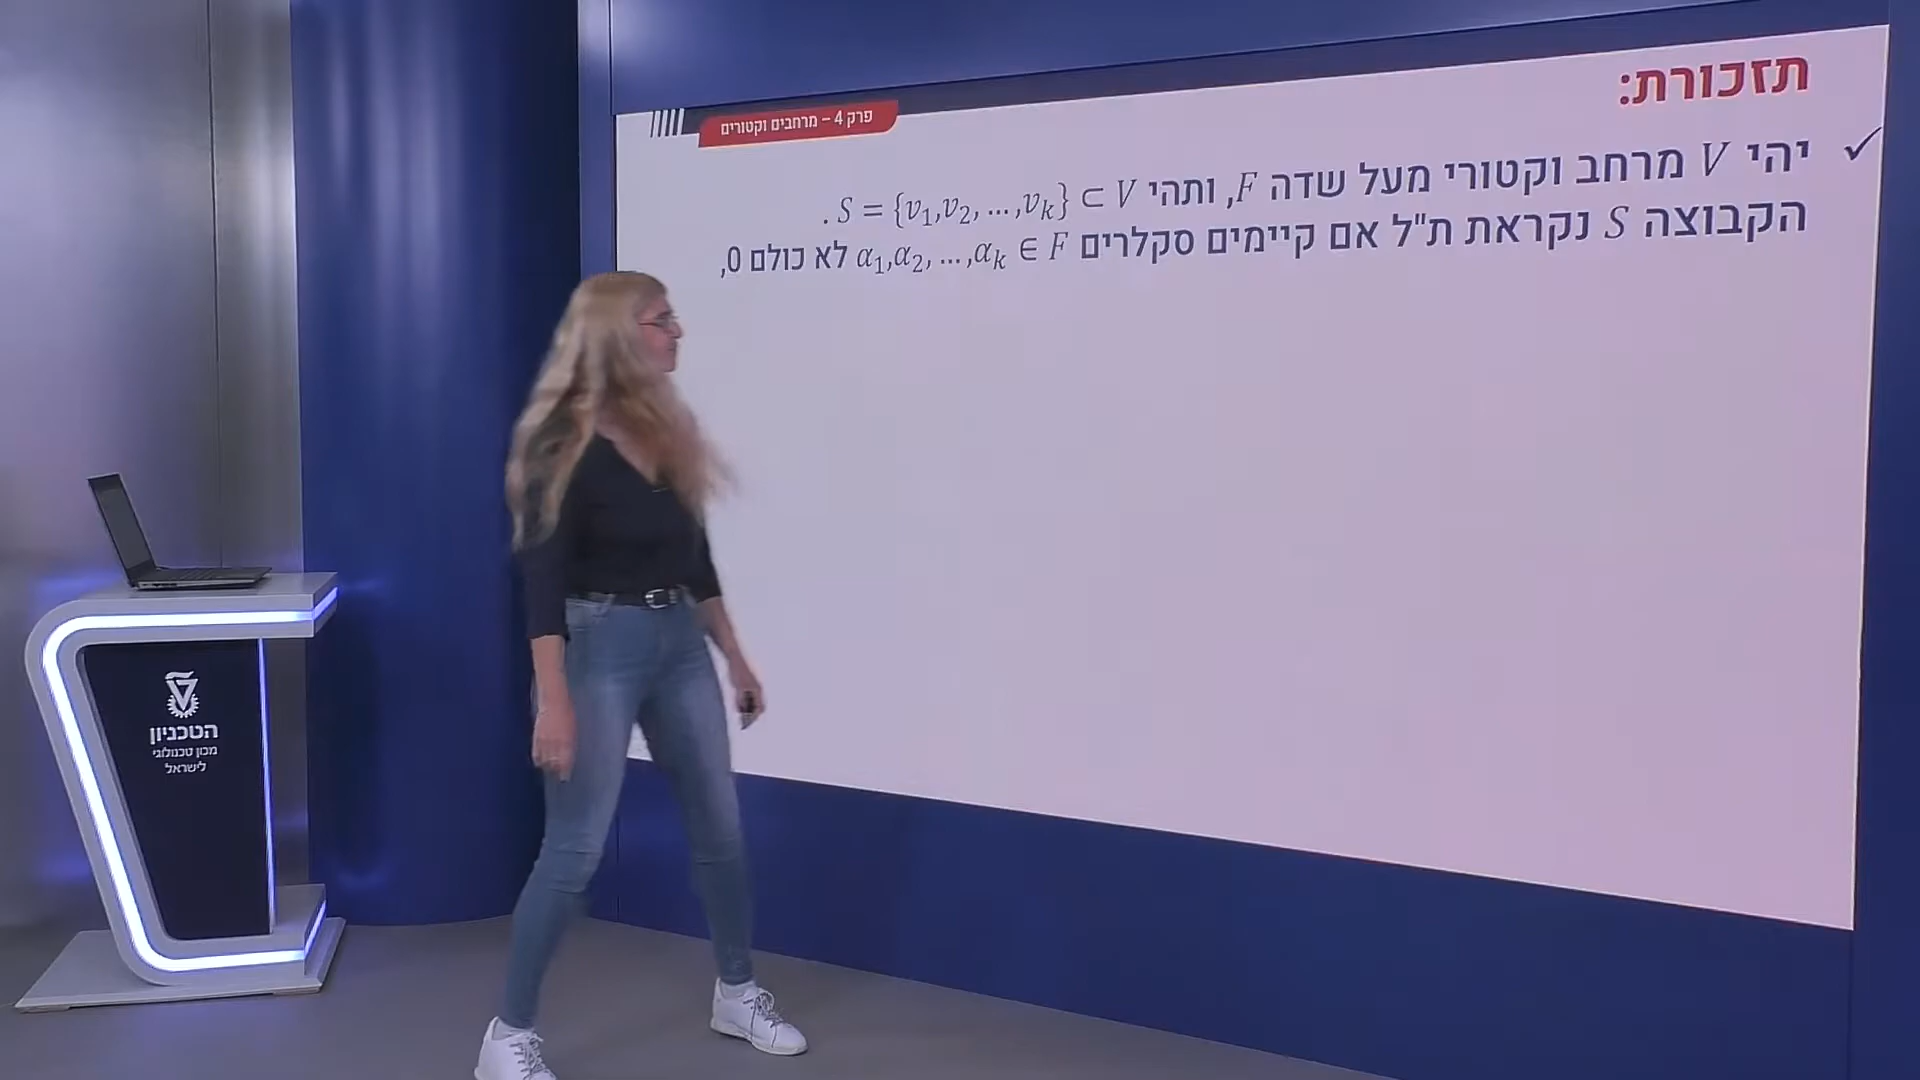 תזכורת:
פרק 4 – מרחבים וקטורים
✓ יהי V מרחב וקטורי מעל שדה F, ותהי S = {v₁,v₂, …,vₖ} ⊂ V .
הקבוצה S נקראת ת"ל אם קיימים סקלרים α₁,α₂, …,αₖ ∈ F לא כולם 0,
הטכניון
מכון טכנולוגי
לישראל